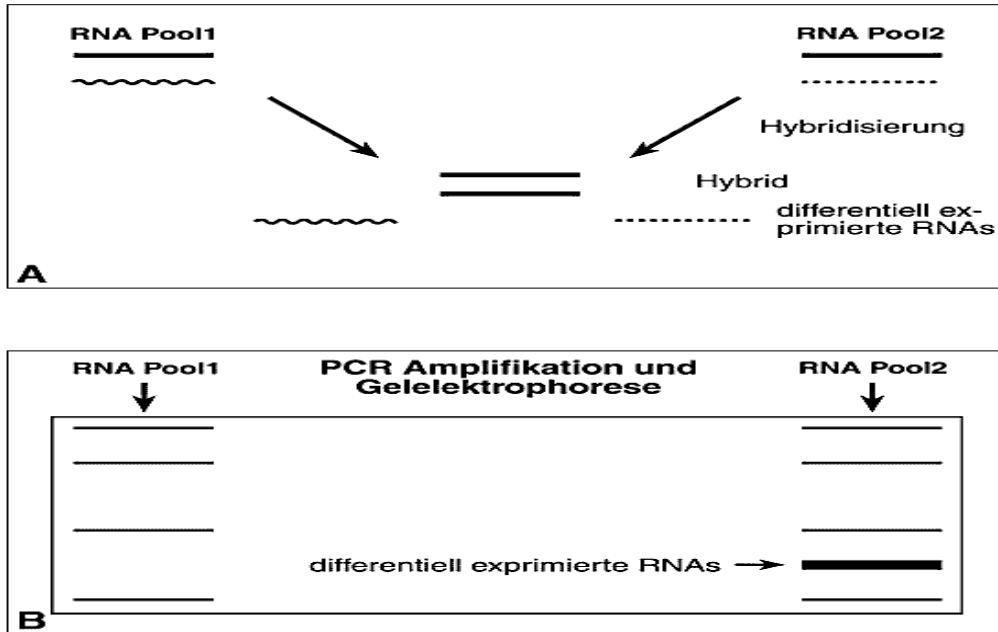 RNA Pool1
RNA Pool2
Hybridisierung
Hybrid
differentiell ex-
primierte RNAs
A
RNA Pool1
PCR Amplifikation und
Gelelektrophorese
RNA Pool2
differentiell exprimierte RNAs
B